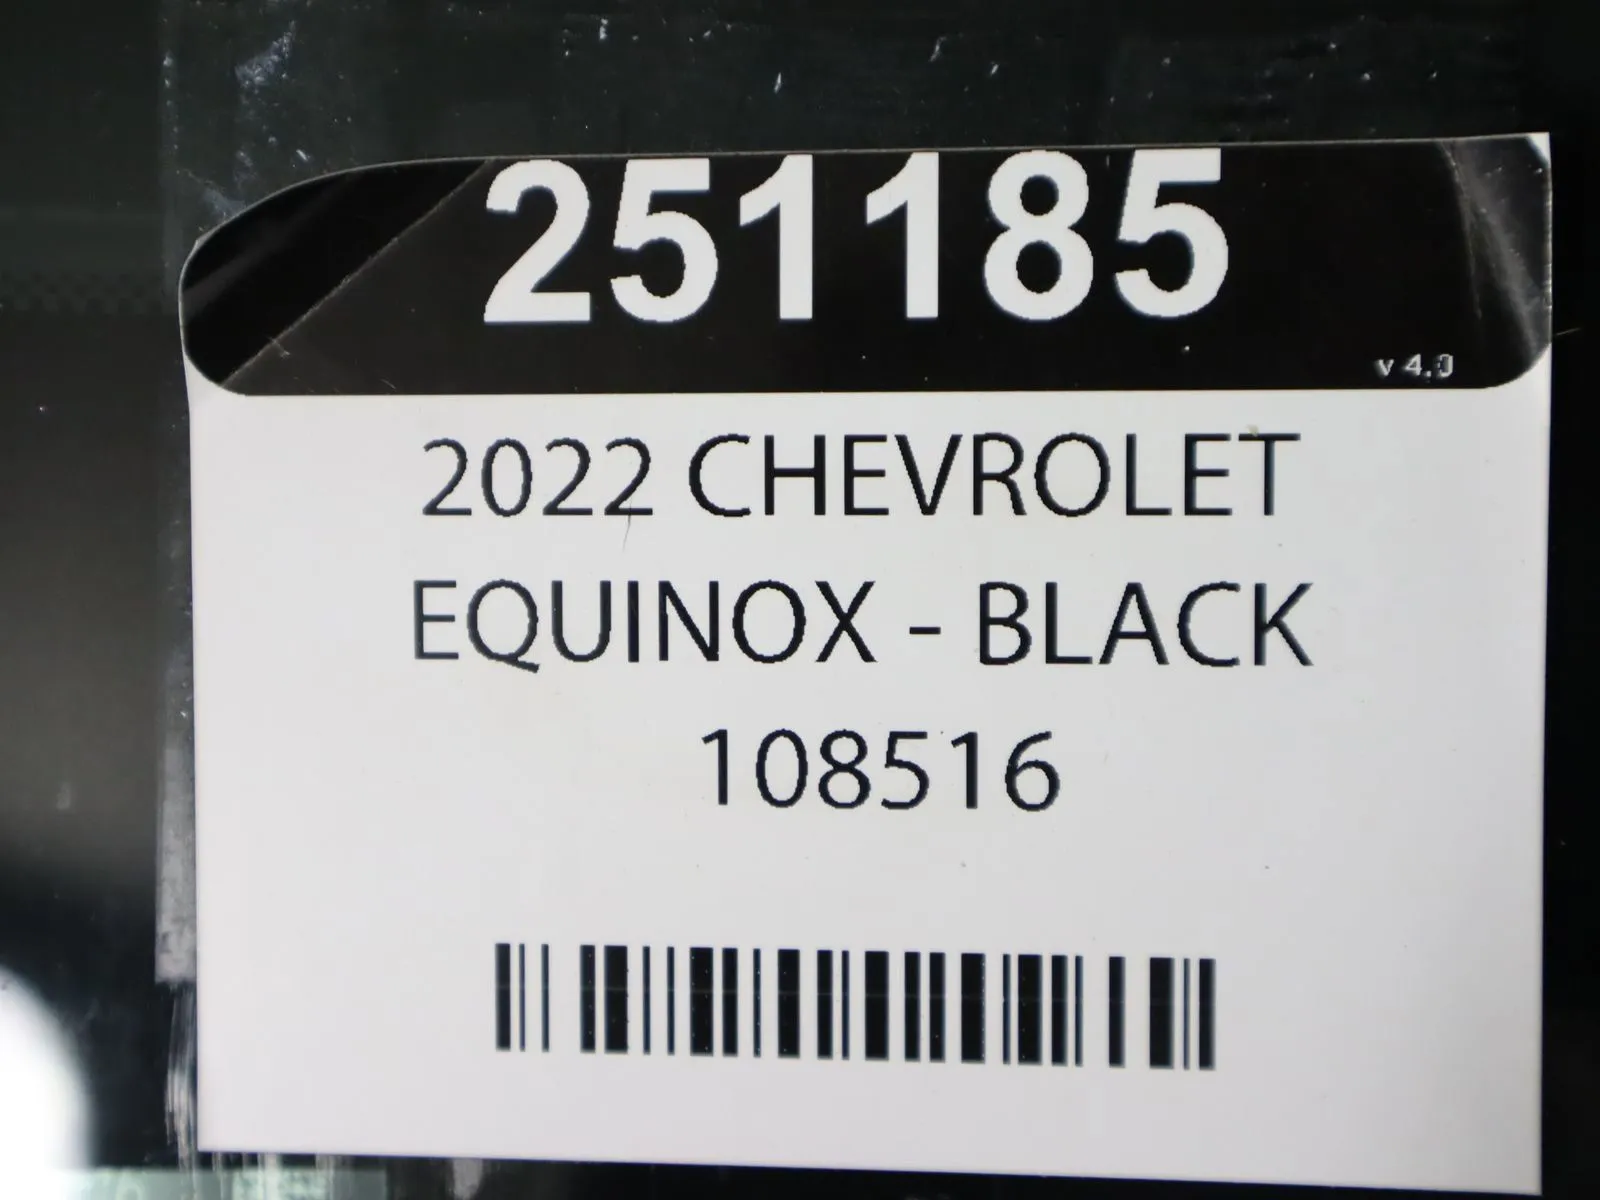 251185
v 4.0
2022 CHEVROLET
EQUINOX - BLACK
108516